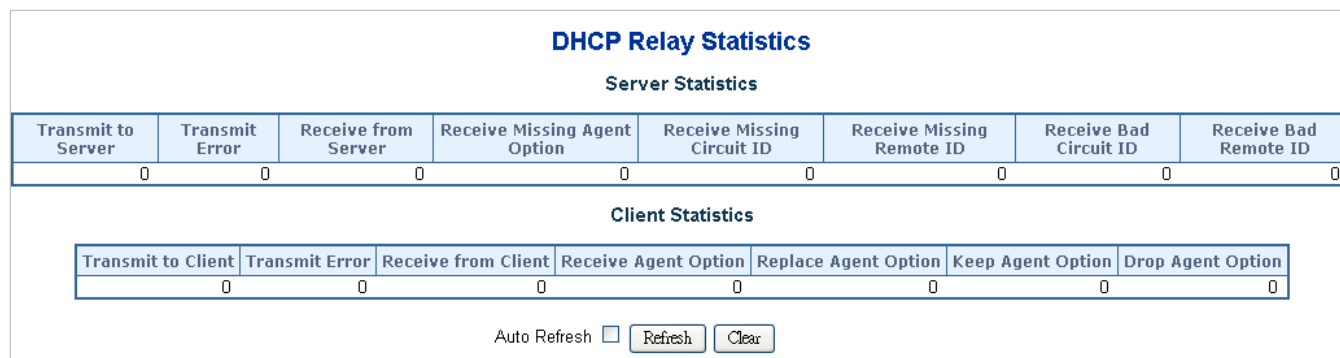 DHCP Relay Statistics
Server Statistics
Transmit to Server Transmit Error Receive from Server Receive Missing Agent Option Receive Missing Circuit ID Receive Missing Remote ID Receive Bad Circuit ID Receive Bad Remote ID
0 0 0 0 0 0 0 0
Client Statistics
Transmit to Client Transmit Error Receive from Client Receive Agent Option Replace Agent Option Keep Agent Option Drop Agent Option
0 0 0 0 0 0 0
Auto Refresh Refresh Clear